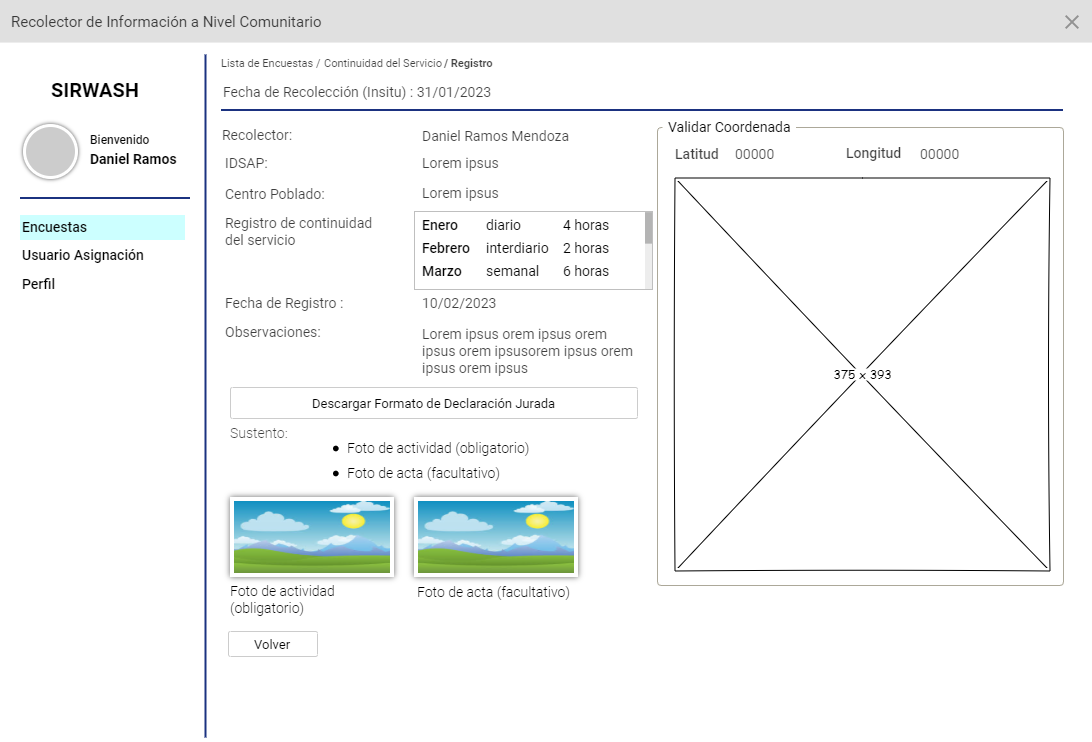 Recolector de Información a Nivel Comunitario
SIRWASH
Bienvenido
Daniel Ramos
Encuestas
Usuario Asignación
Perfil
Lista de Encuestas / Continuidad del Servicio / Registro
Fecha de Recolección (Insitu) : 31/01/2023
Recolector: Daniel Ramos Mendoza
IDSAP: Lorem ipsus
Centro Poblado: Lorem ipsus
Registro de continuidad
del servicio
Enero diario 4 horas
Febrero interdiario 2 horas
Marzo semanal 6 horas
Fecha de Registro : 10/02/2023
Observaciones: Lorem ipsus orem ipsus orem
ipsus orem ipsusorem ipsus orem
ipsus orem ipsus
Descargar Formato de Declaración Jurada
Sustento:
• Foto de actividad (obligatorio)
• Foto de acta (facultativo)
Foto de actividad
(obligatorio)
Foto de acta (facultativo)
Volver
Validar Coordenada
Latitud 00000 Longitud 00000
375 × 393